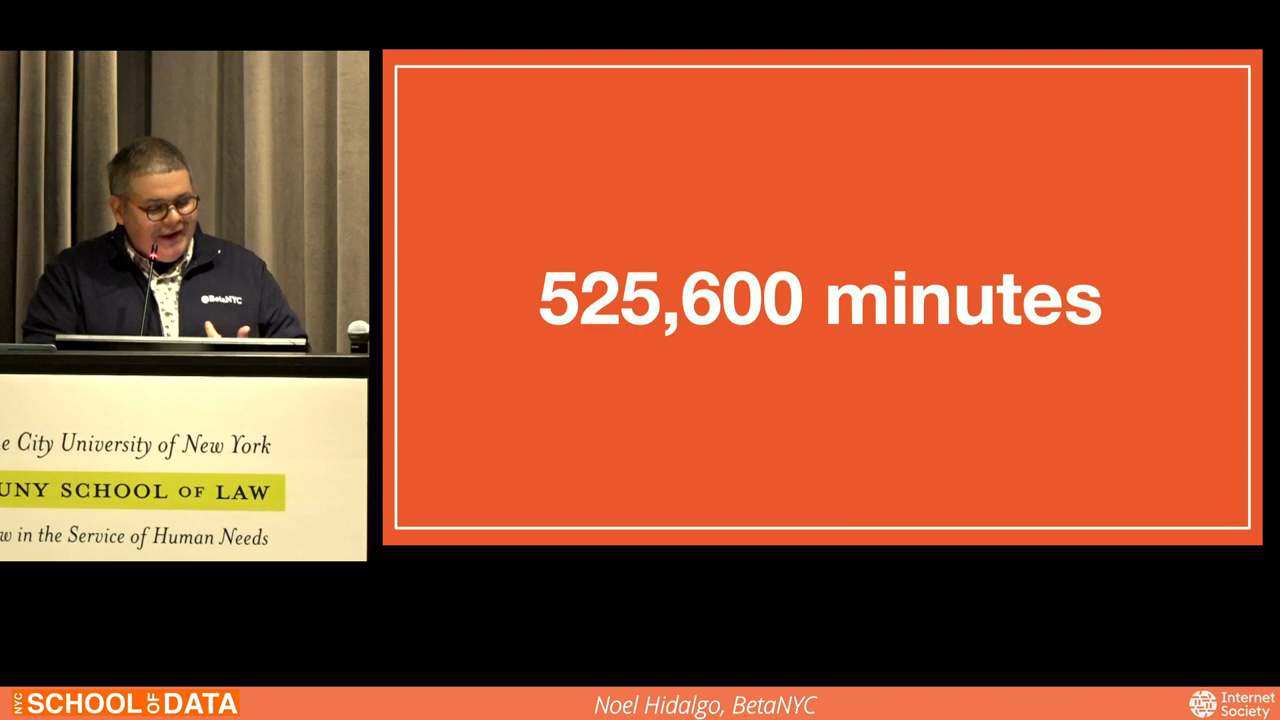 525,600 minutes
@BetaNYC
e City University of New York
UNY SCHOOL OF LAW
w in the Service of Human Needs
NYC SCHOOL OF DATA
Noel Hidalgo, BetaNYC
Internet
Society